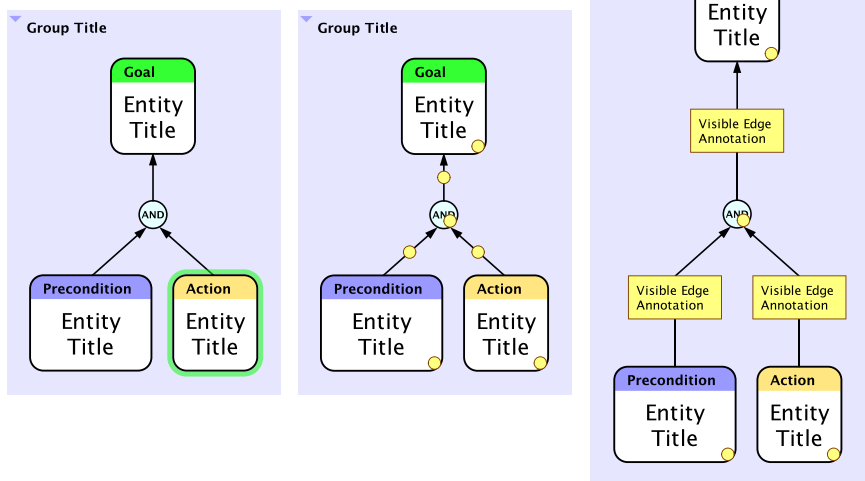 Group Title
Goal
Entity
Title
AND
Precondition
Entity
Title
Action
Entity
Title
Group Title
Goal
Entity
Title
AND
Precondition
Entity
Title
Action
Entity
Title
Entity
Title
Visible Edge
Annotation
AND
Visible Edge
Annotation
Visible Edge
Annotation
Precondition
Entity
Title
Action
Entity
Title